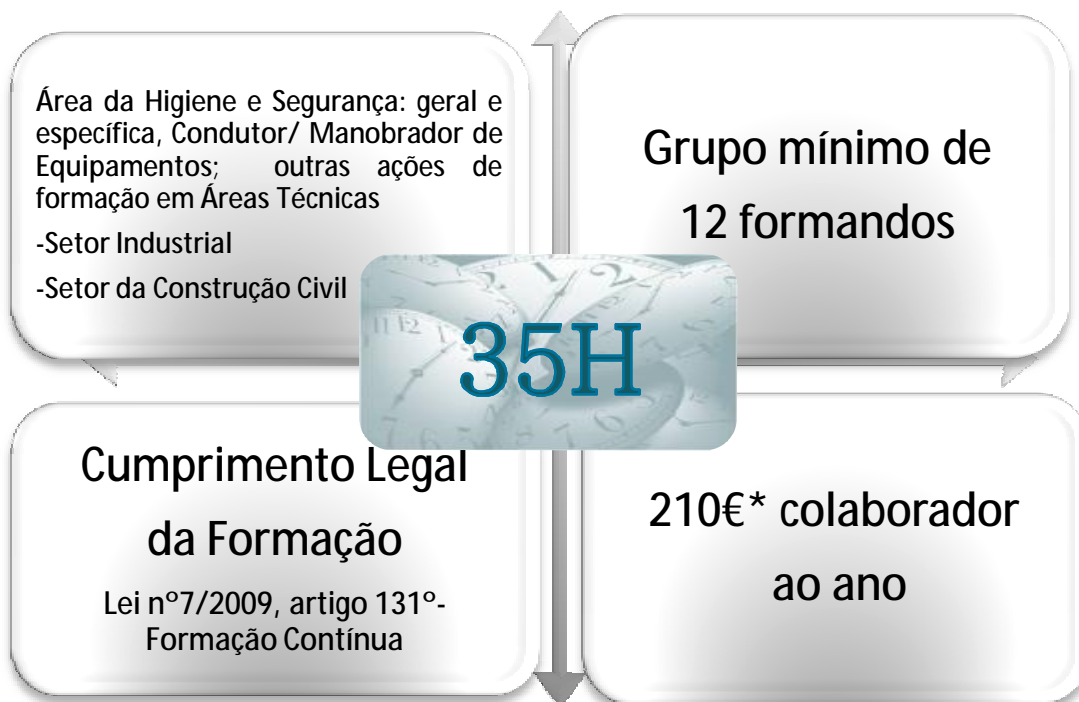 Área da Higiene e Segurança: geral e
específica, Condutor/ Manobrador de
Equipamentos; outras ações de
formação em Áreas Técnicas
-Setor Industrial
-Setor da Construção Civil
Grupo mínimo de
12 formandos
35H
Cumprimento Legal
da Formação
Lei nº7/2009, artigo 131º-
Formação Contínua
210€* colaborador
ao ano